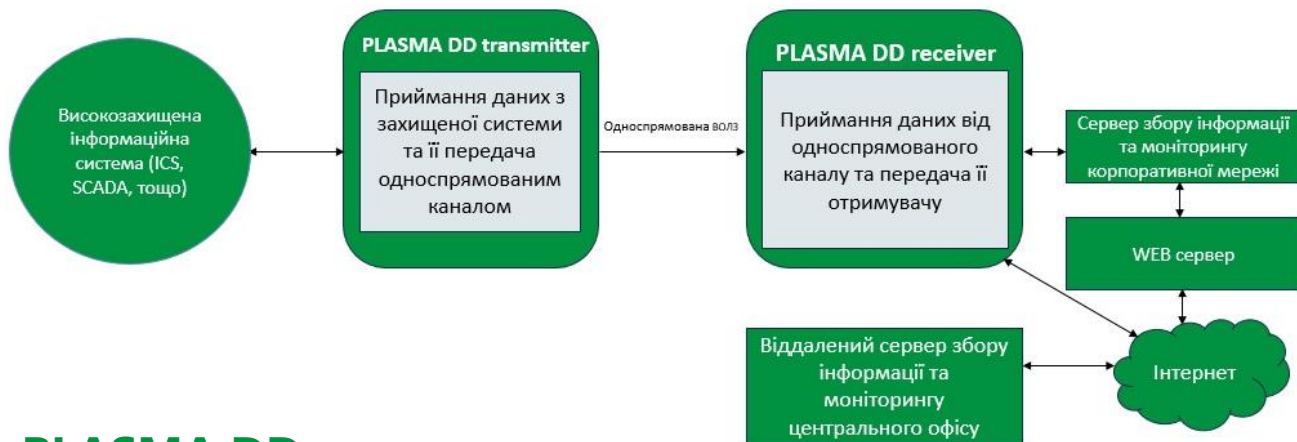 Високозахищена
інформаційна
система (ICS,
SCADA, тощо)
PLASMA DD transmitter
Приймання даних з
захищеної системи
та її передача
односпрямованим
каналом
Односпрямована ВОЛЗ
PLASMA DD receiver
Приймання даних від
односпрямованого
каналу та передача її
отримувачу
Сервер збору інформації
та моніторингу
корпоративної мережі
WEB сервер
Інтернет
Віддалений сервер збору
інформації та
моніторингу
центрального офісу
PLASMA DD